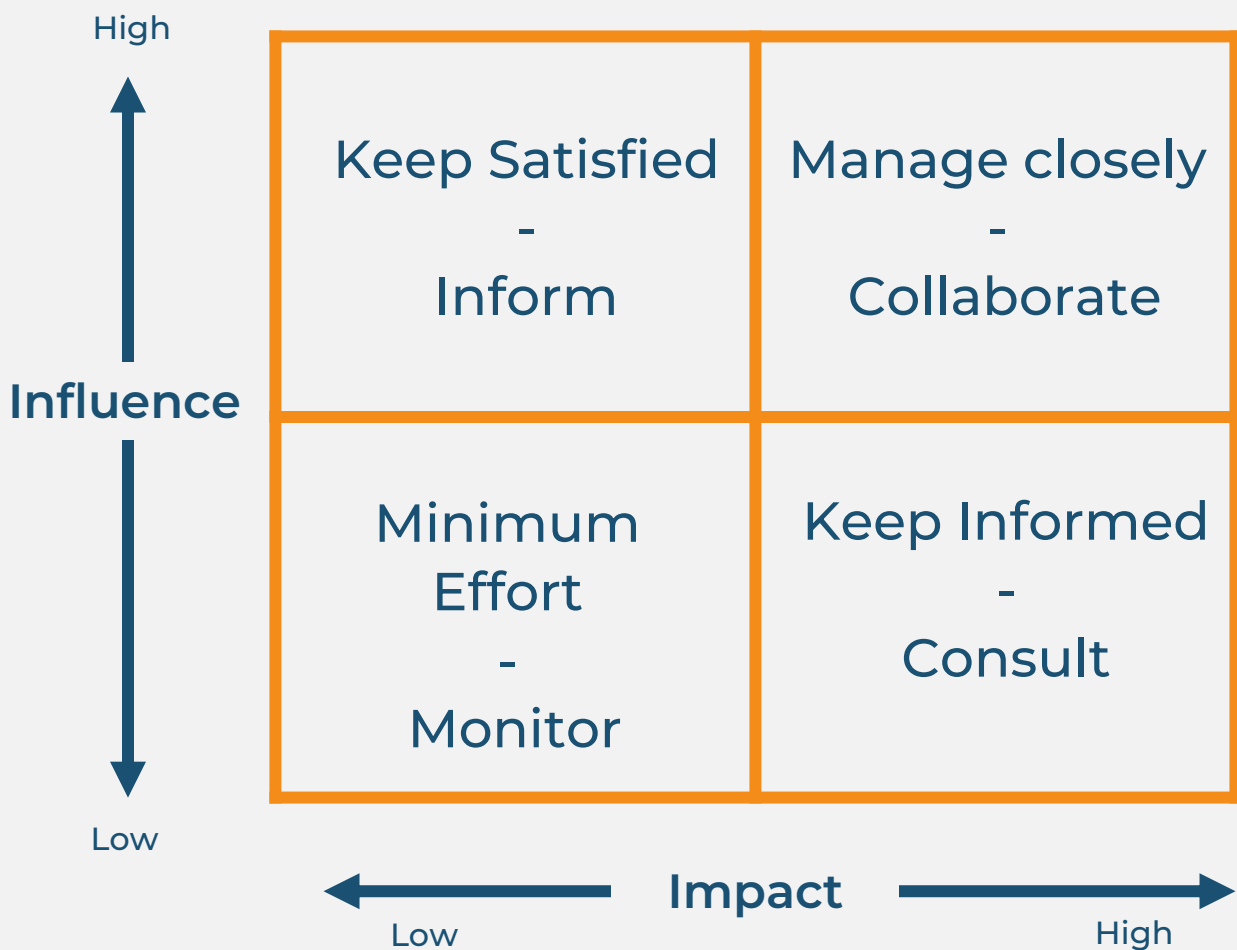 High
Keep Satisfied
-
Inform
Manage closely
-
Collaborate
Influence
Minimum
Effort
-
Monitor
Keep Informed
-
Consult
Low
Impact
Low
High